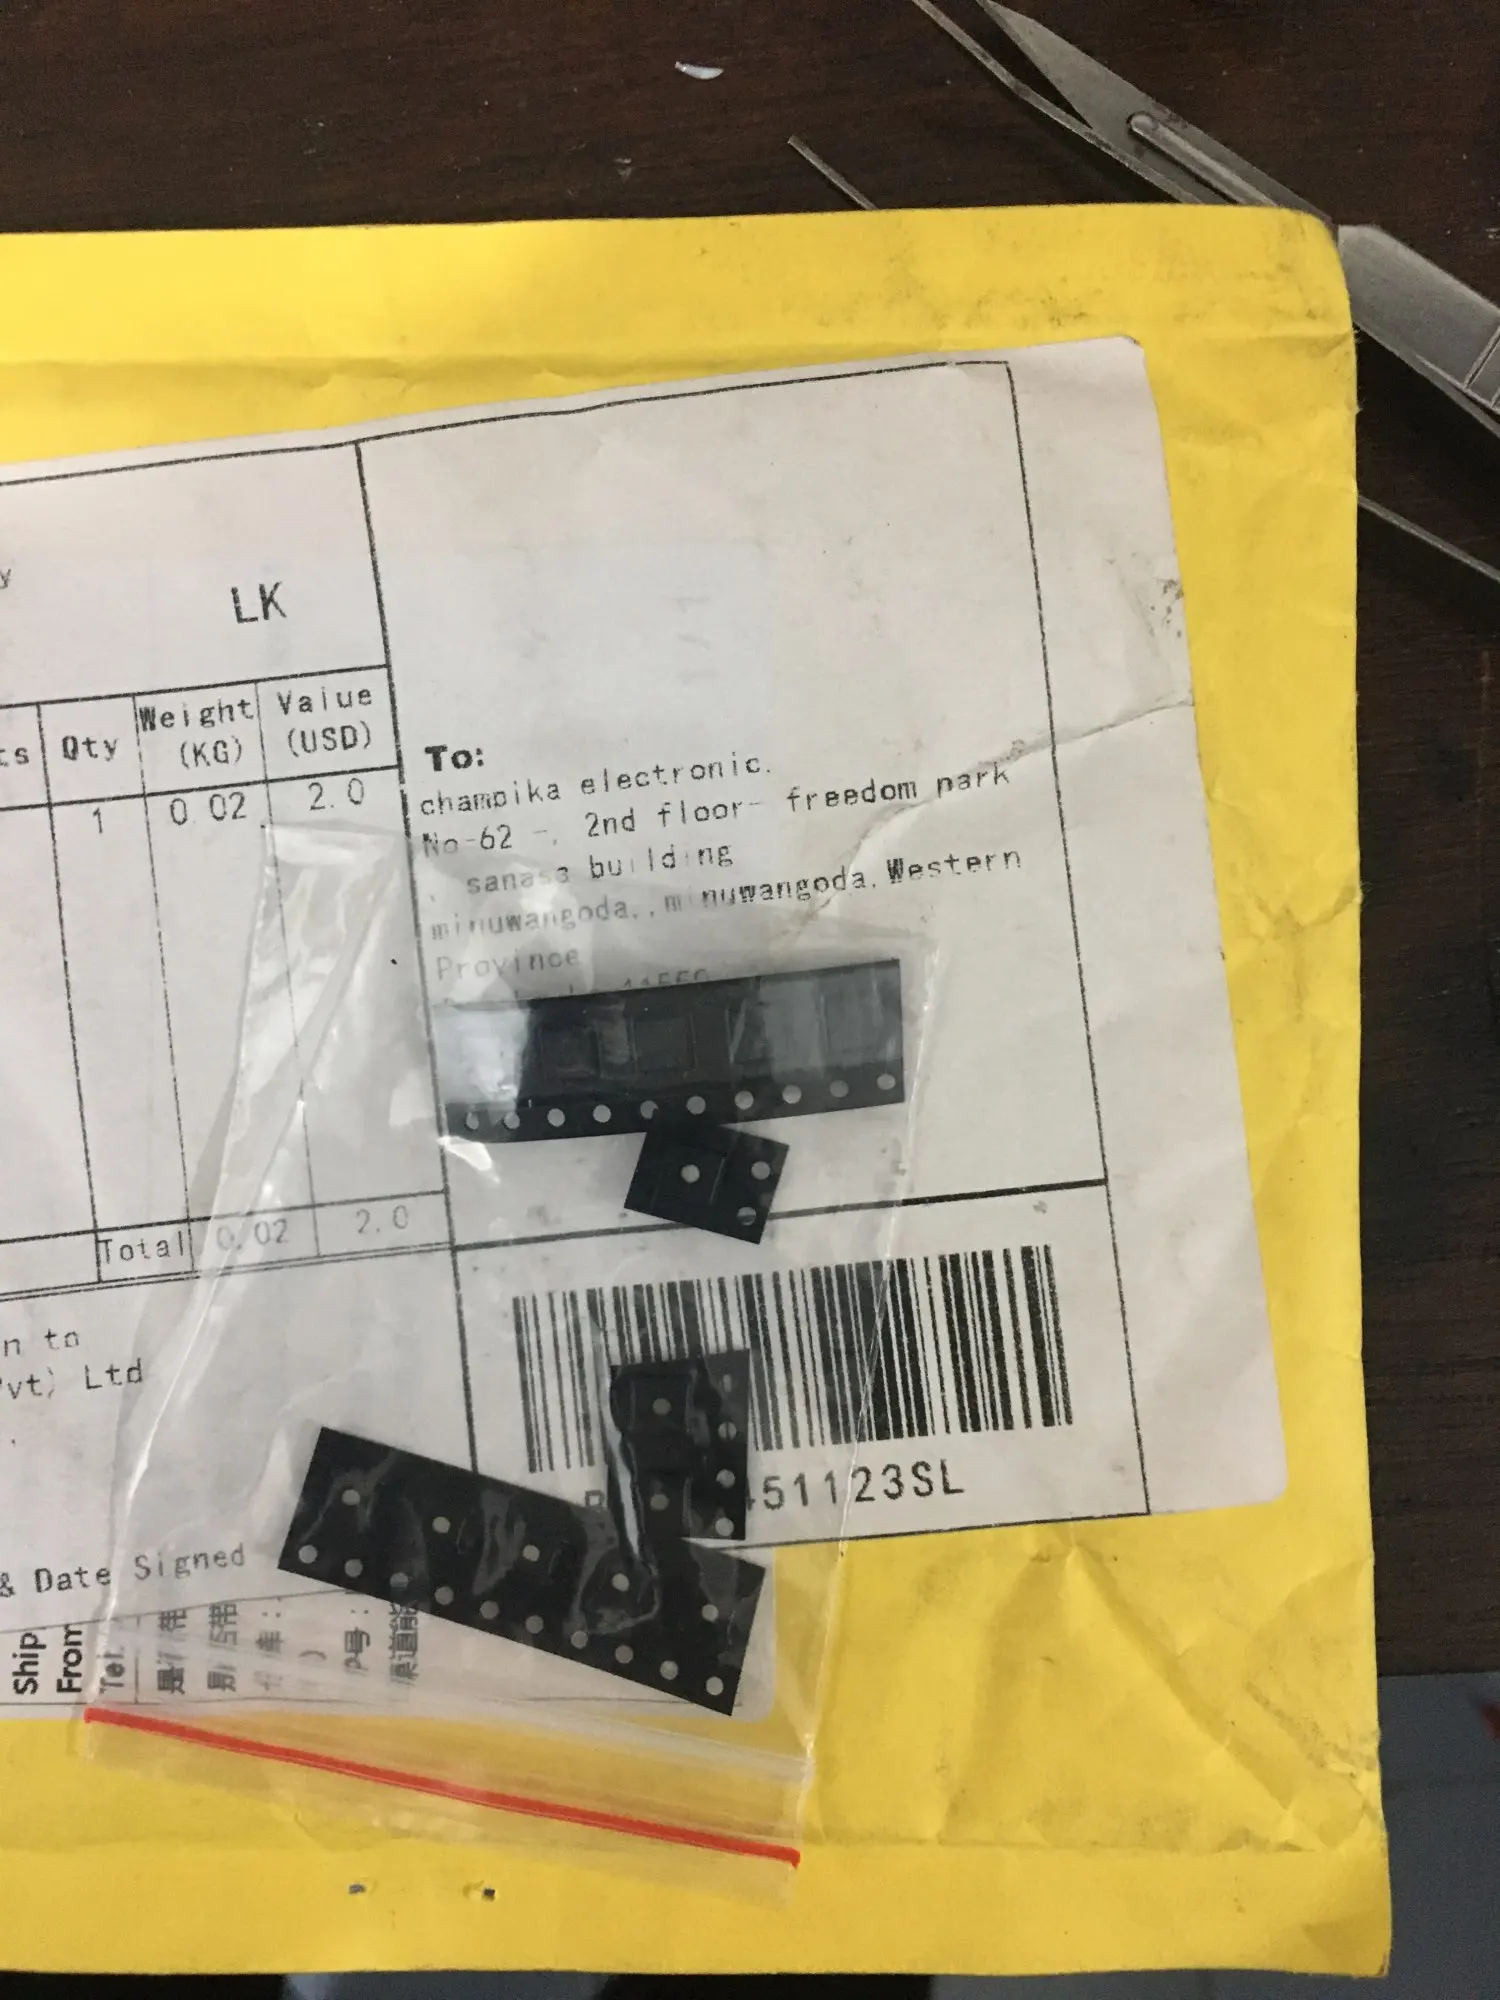 LK
Qty
Weight
(KG)
Value
(USD)
1
0.02
2.0
Total
0.02
2.0
To:
champika electronic.
No-62 -, 2nd floor- freedom park
, sanasa building
minuwangoda.,minuwangoda,Western
Province
51123SL
n to
Ltd
& Date Signed
Ship
From
Tel.